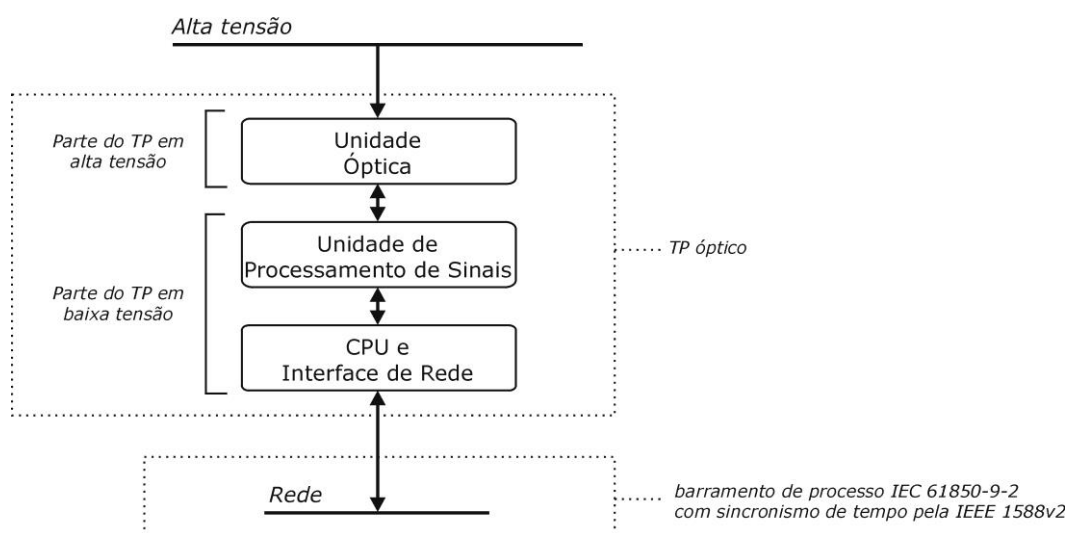 Alta tensão
Parte do TP em
alta tensão
Unidade
Óptica
Unidade de
Processamento de Sinais
TP óptico
Parte do TP em
baixa tensão
CPU e
Interface de Rede
Rede
barramento de processo IEC 61850-9-2
com sincronismo de tempo pela IEEE 1588v2